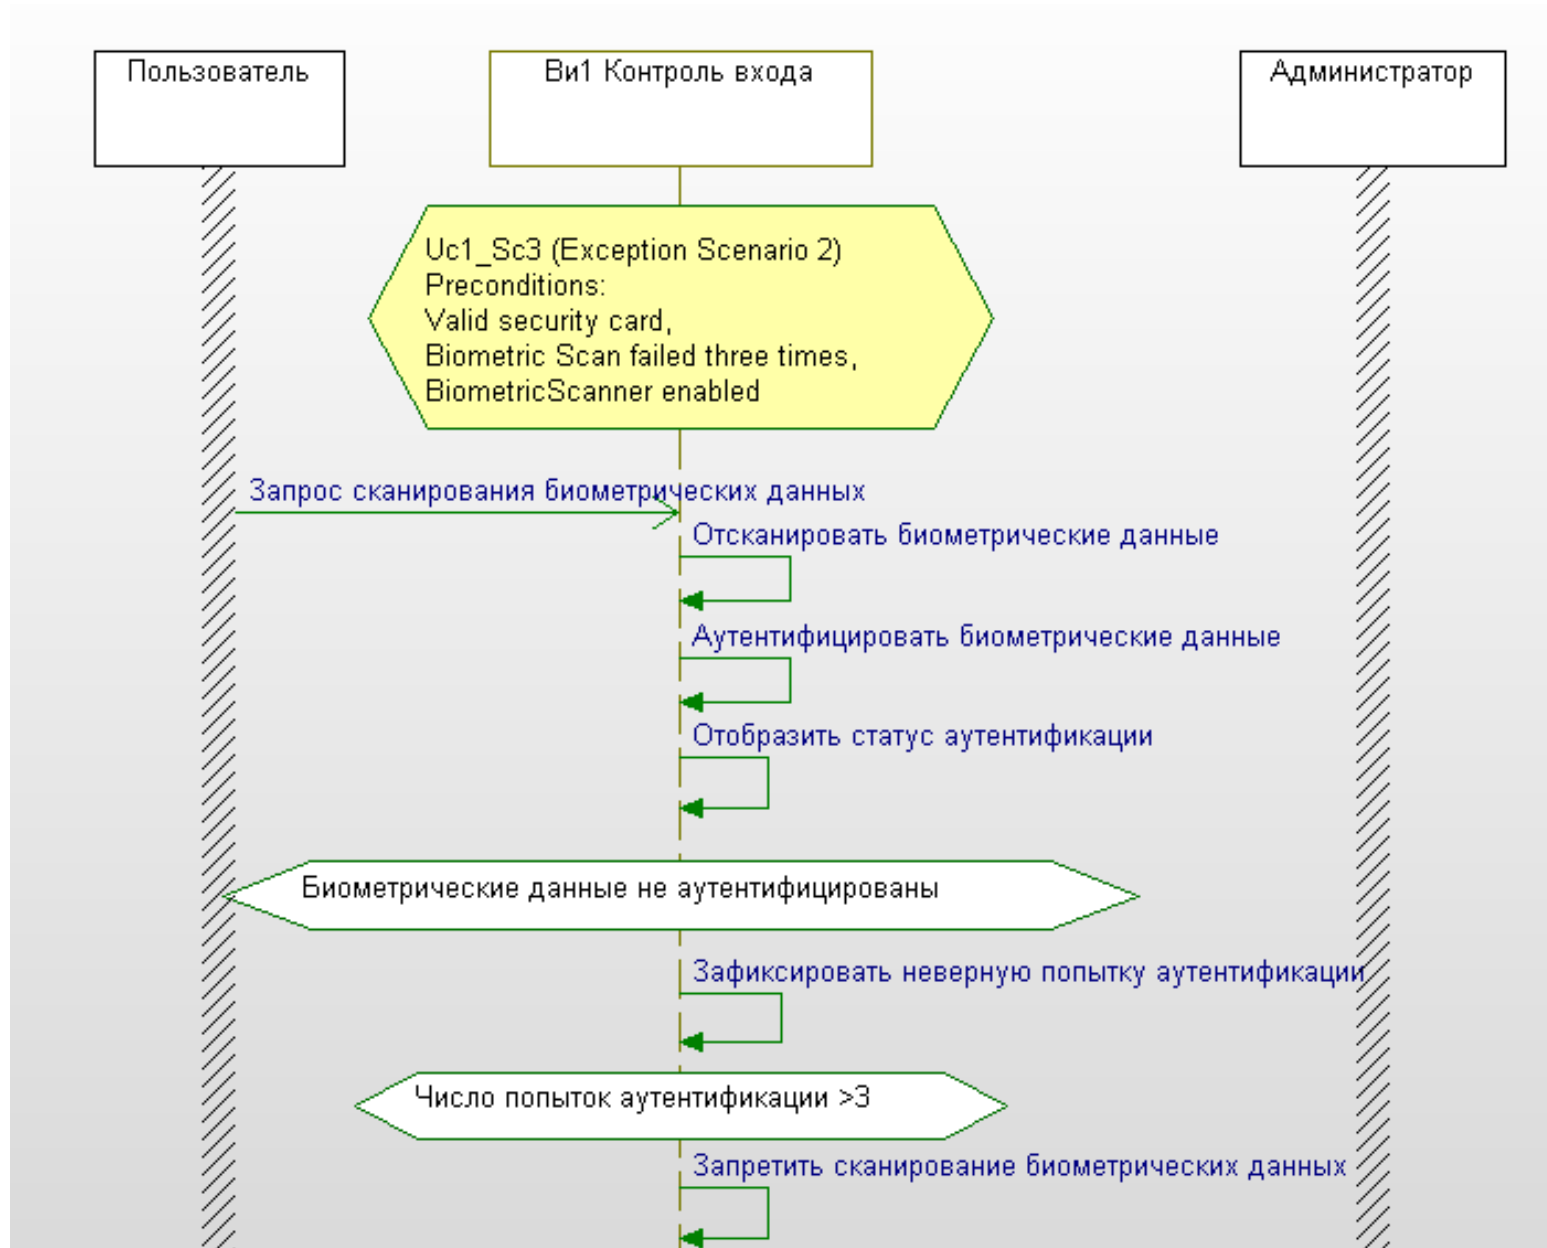 Пользователь
Ви1 Контроль входа
Администратор
Uc1_Sc3 (Exception Scenario 2)
Preconditions:
Valid security card,
Biometric Scan failed three times,
BiometricScanner enabled
Запрос сканирования биометрических данных
Отсканировать биометрические данные
Аутентифицировать биометрические данные
Отобразить статус аутентификации
Биометрические данные не аутентифицированы
Зафиксировать неверную попытку аутентификации
Число попыток аутентификации >3
Запретить сканирование биометрических данных